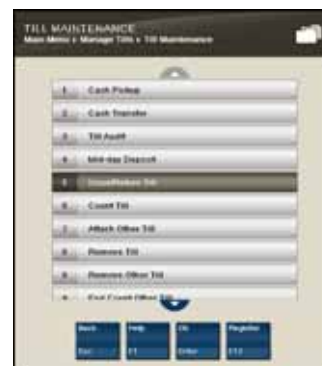 TILL MAINTENANCE
Main Menu > Manage Tills > Till Maintenance
1 Cash Pickup
2 Cash Transfer
3 Till Audit
4 Mid-day Deposit
5 Till
6 Count Till
7 Attach Other Till
8 Remove Till
9 Remove Other Till
End Count Other Till
Back Help Ok Register
Esc F1 Enter F12